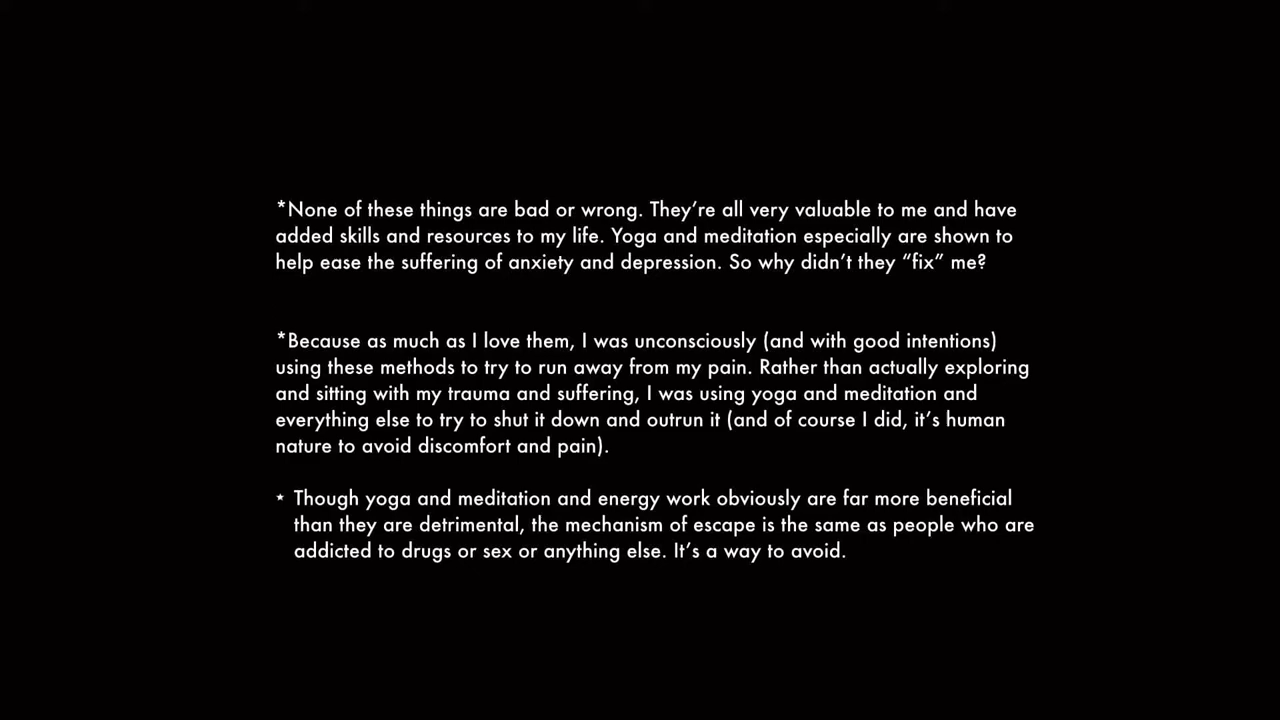 *None of these things are bad or wrong. They’re all very valuable to me and have
added skills and resources to my life. Yoga and meditation especially are shown to
help ease the suffering of anxiety and depression. So why didn’t they “fix” me?
*Because as much as I love them, I was unconsciously (and with good intentions)
using these methods to try to run away from my pain. Rather than actually exploring
and sitting with my trauma and suffering, I was using yoga and meditation and
everything else to try to shut it down and outrun it (and of course I did, it’s human
nature to avoid discomfort and pain).
* Though yoga and meditation and energy work obviously are far more beneficial
than they are detrimental, the mechanism of escape is the same as people who are
addicted to drugs or sex or anything else. It’s a way to avoid.